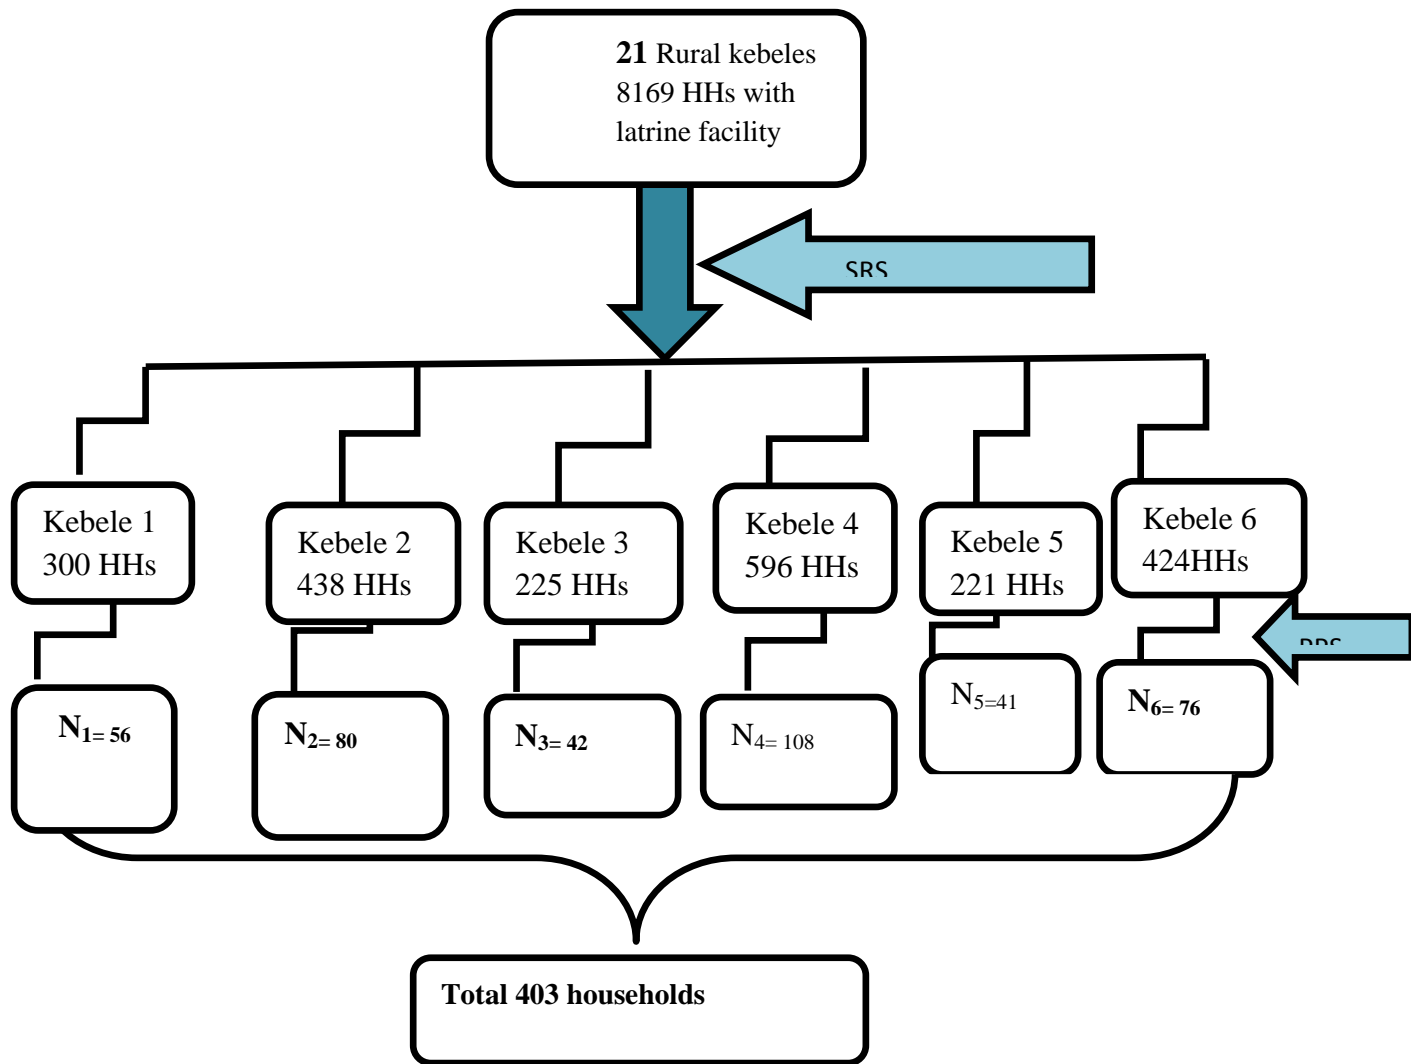 21 Rural kebeles
8169 HHs with
latrine facility
SRS
Kebele 1
300 HHs
Kebele 2
438 HHs
Kebele 3
225 HHs
Kebele 4
596 HHs
Kebele 5
221 HHs
Kebele 6
424HHs
N1= 56
N2= 80
N3= 42
N4= 108
N5=41
N6= 76
Total 403 households